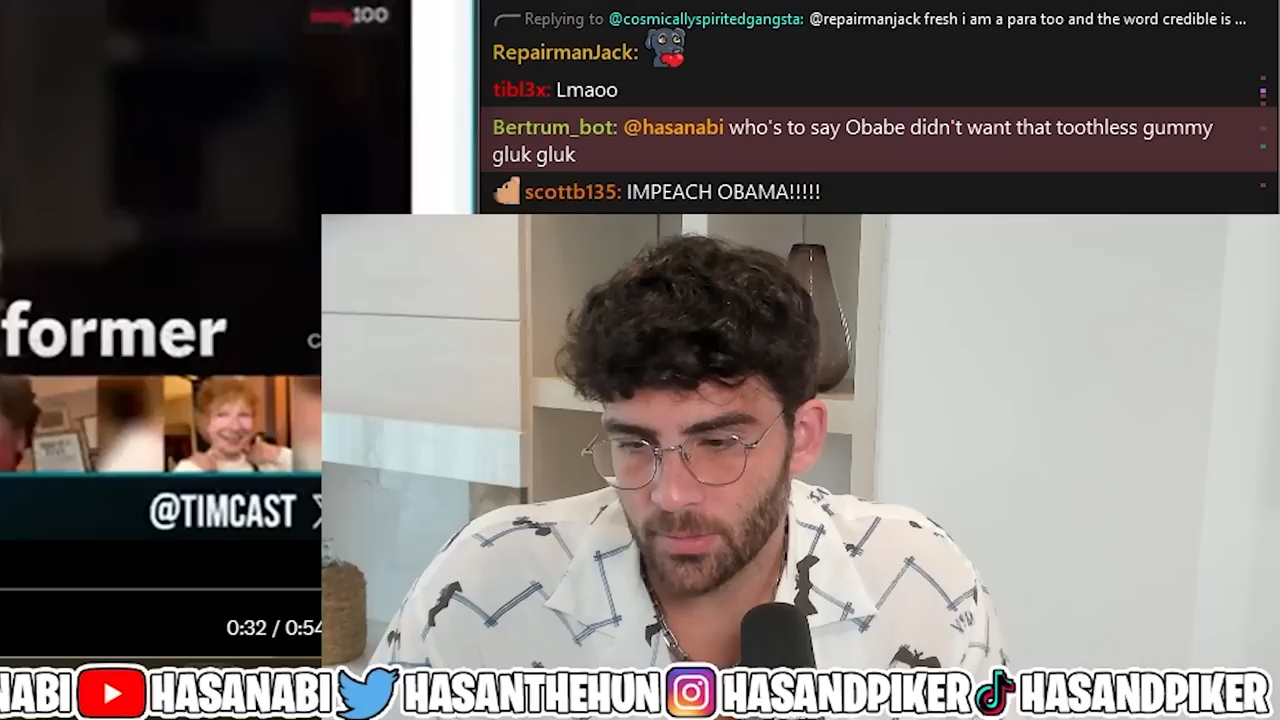 Replying to @cosmicallyspiritedgangsta: @repairmanjack fresh i am a para too and the word credible is ...
RepairmanJack:
tibl3x: Lmaoo
Bertrum_bot: @hasanabi who's to say Obabe didn't want that toothless gummy
gluk gluk
scottb135: IMPEACH OBAMA!!!!!
100
former
C
@TIMCAST X
0:32 / 0:54
NABI HASANABI HASANTHEHUN HASANDPIKER HASANDPIKER